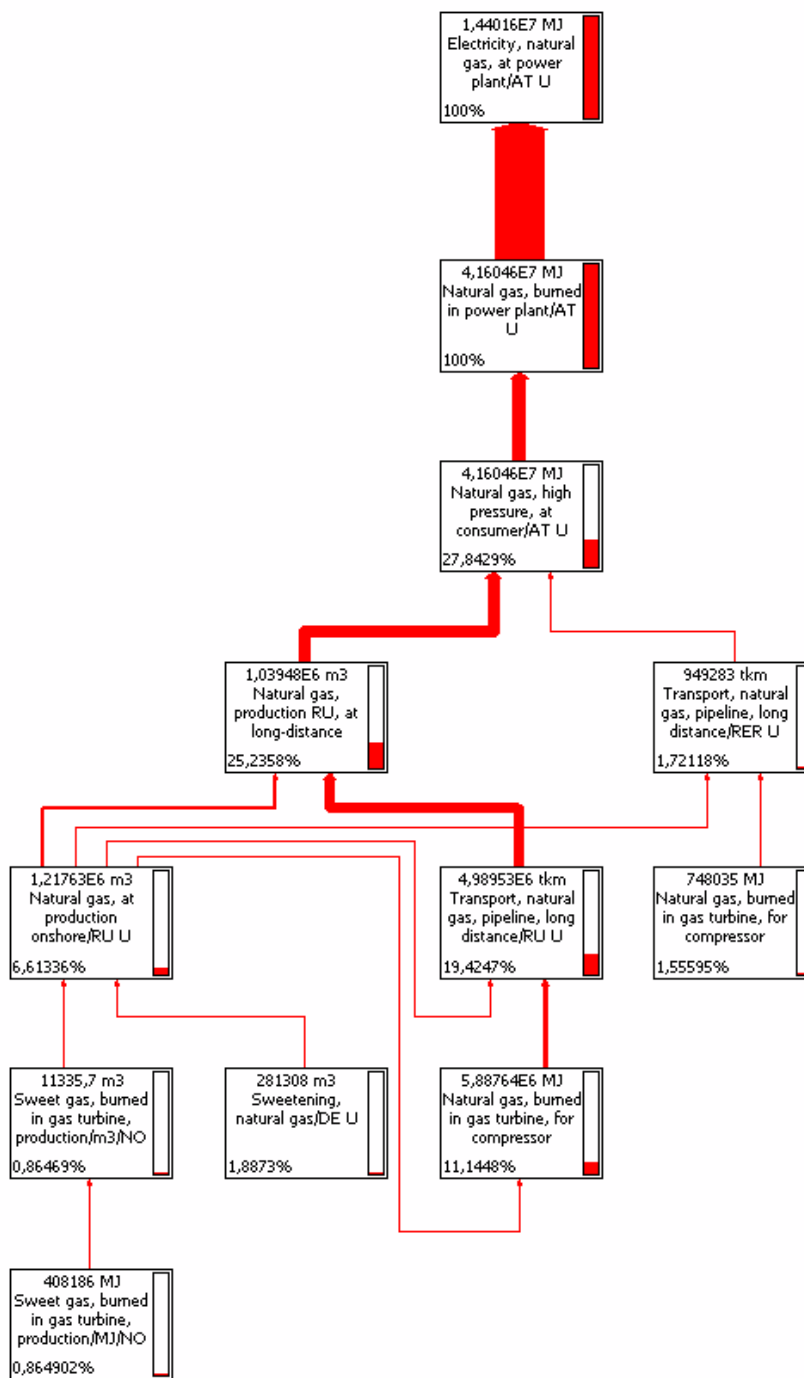 1,44016E7 MJ
Electricity, natural
gas, at power
plant/AT U
100%
4,16046E7 MJ
Natural gas, burned
in power plant/AT
U
100%
4,16046E7 MJ
Natural gas, high
pressure, at
consumer/AT U
27,8429%
1,03948E6 m3
Natural gas,
production RU, at
long-distance
25,2358%
949283 tkm
Transport, natural
gas, pipeline, long
distance/RER U
1,72118%
1,21763E6 m3
Natural gas, at
production
onshore/RU U
6,61336%
4,98953E6 tkm
Transport, natural
gas, pipeline, long
distance/RU U
19,4247%
748035 MJ
Natural gas, burned
in gas turbine, for
compressor
1,55595%
11335,7 m3
Sweet gas, burned
in gas turbine,
production/m3/NO
0,86469%
281308 m3
Sweetening,
natural gas/DE U
1,8873%
5,88764E6 MJ
Natural gas, burned
in gas turbine, for
compressor
11,1448%
408186 MJ
Sweet gas, burned
in gas turbine,
production/MJ/NO
0,864902%